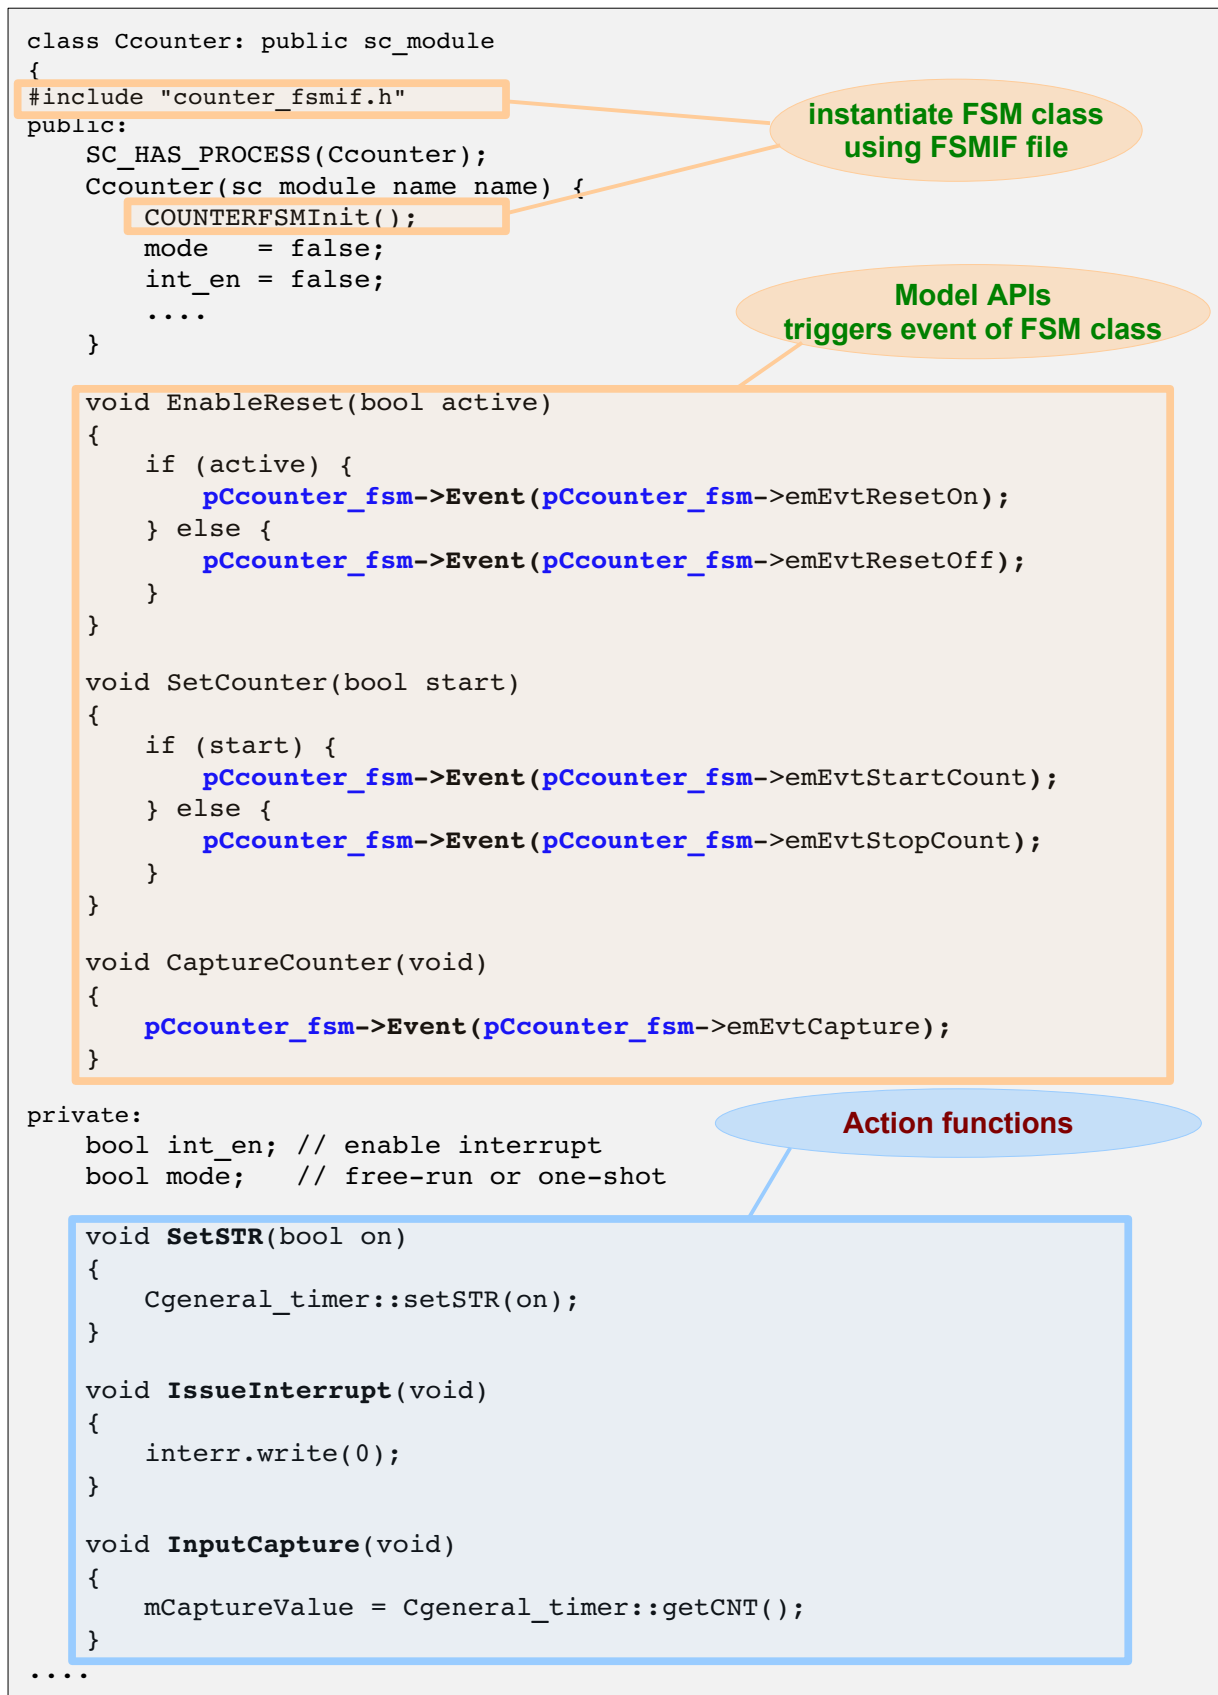 class Ccounter: public sc_module
{
#include "counter_fsmif.h"
instantiate FSM class
using FSMIF file
public:
    SC_HAS_PROCESS(Ccounter);
    Ccounter(sc_module_name name) {
        COUNTERFSMInit();
        mode   = false;
        int_en = false;
        ....
    }
Model APIs
triggers event of FSM class
    void EnableReset(bool active)
    {
        if (active) {
            pCcounter_fsm->Event(pCcounter_fsm->emEvtResetOn);
        } else {
            pCcounter_fsm->Event(pCcounter_fsm->emEvtResetOff);
        }
    }
    void SetCounter(bool start)
    {
        if (start) {
            pCcounter_fsm->Event(pCcounter_fsm->emEvtStartCount);
        } else {
            pCcounter_fsm->Event(pCcounter_fsm->emEvtStopCount);
        }
    }
    void CaptureCounter(void)
    {
        pCcounter_fsm->Event(pCcounter_fsm->emEvtCapture);
    }
private:
Action functions
    bool int_en; // enable interrupt
    bool mode;   // free-run or one-shot
    void SetSTR(bool on)
    {
        Cgeneral_timer::setSTR(on);
    }
    void IssueInterrupt(void)
    {
        interr.write(0);
    }
    void InputCapture(void)
    {
        mCaptureValue = Cgeneral_timer::getCNT();
    }
....